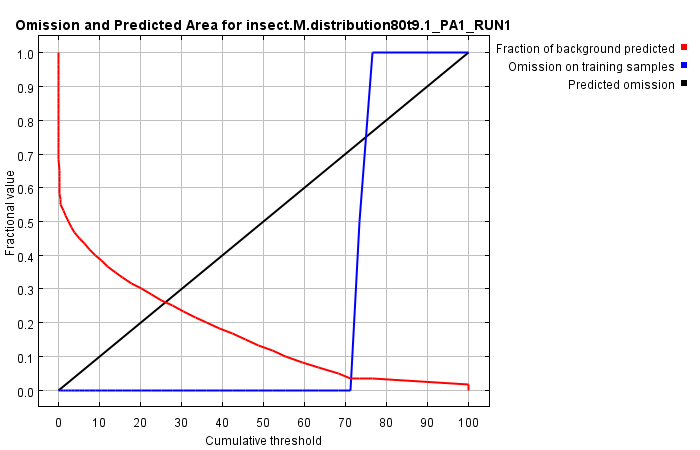 Omission and Predicted Area for insect.M.distribution80t9.1_PA1_RUN1
Fraction of background predicted
Omission on training samples
Predicted omission
1.0
0.9
0.8
0.7
0.6
0.5
0.4
0.3
0.2
0.1
0.0
Fractional value
0 10 20 30 40 50 60 70 80 90 100
Cumulative threshold